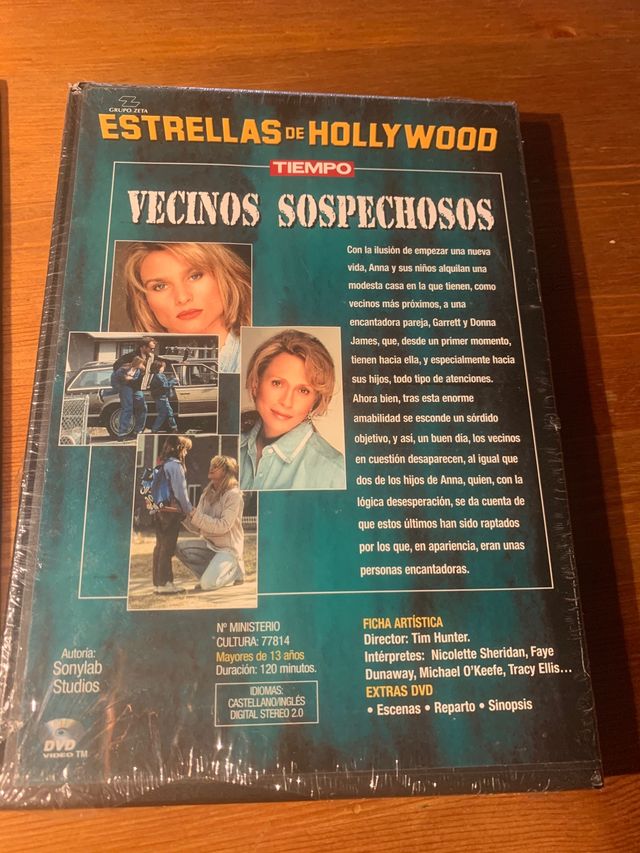 GRUPO ZETA
ESTRELLAS DE HOLLYWOOD
TIEMPO
VECINOS SOSPECHOSOS
Con la ilusión de empezar una nueva
vida, Anna y sus niños alquilan una
modesta casa en la que tienen, como
vecinos más próximos, a una
encantadora pareja, Garrett y Donna
James, que, desde un primer momento,
tienen hacia ella, y especialmente hacia
sus hijos, todo tipo de atenciones.
Ahora bien, tras esta enorme
amabilidad se esconde un sórdido
objetivo, y así, un buen día, los vecinos
en cuestión desaparecen, al igual que
dos de los hijos de Anna, quien, con la
lógica desesperación, se da cuenta de
que estos últimos han sido raptados
por los que, en apariencia, eran unas
personas encantadoras.
Autoría:
Sonylab
Studios
DVD
VIDEO TM
Nº MINISTERIO
CULTURA: 77814
Mayores de 13 años
Duración: 120 minutos.
IDIOMAS:
CASTELLANO/INGLÉS
DIGITAL STEREO 2.0
FICHA ARTÍSTICA
Director: Tim Hunter.
Intérpretes: Nicolette Sheridan, Faye
Dunaway, Michael O'Keefe, Tracy Ellis...
EXTRAS DVD
• Escenas • Reparto • Sinopsis